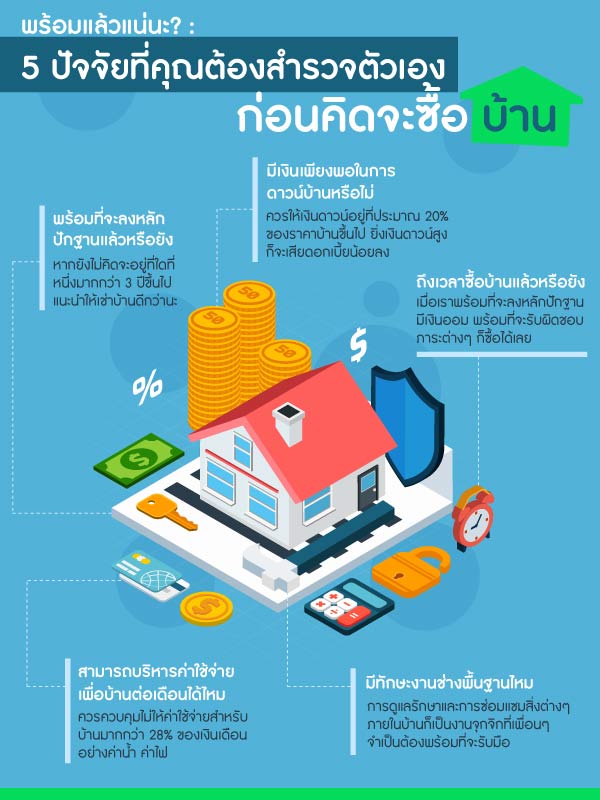 พร้อมแล้วแน่นะ? :
5 ปัจจัยที่คุณต้องสำรวจตัวเอง
ก่อนคิดจะซื้อ บ้าน
มีเงินเพียงพอในการ
ดาวน์บ้านหรือไม่
ควรให้เงินดาวน์อยู่ที่ประมาณ 20%
ของราคาบ้านขึ้นไป ยิ่งเงินดาวน์สูง
ก็จะเสียดอกเบี้ยน้อยลง
พร้อมที่จะลงหลัก
ปักฐานแล้วหรือยัง
หากยังไม่คิดจะอยู่ที่ใดที่
หนึ่งมากกว่า 3 ปีขึ้นไป
แนะนำให้เช่าบ้านดีกว่านะ
ถึงเวลาซื้อบ้านแล้วหรือยัง
เมื่อเราพร้อมที่จะลงหลักปักฐาน
มีเงินออม พร้อมที่จะรับผิดชอบ
ภาระต่างๆ ก็ซื้อได้เลย
50
50
50
$
%
$
$
สามารถบริหารค่าใช้จ่าย
เพื่อบ้านต่อเดือนได้ไหม
ควรควบคุมไม่ให้ค่าใช้จ่ายสำหรับ
บ้านมากกว่า 28% ของเงินเดือน
อย่างค่าน้ำ ค่าไฟ
มีทักษะงานช่างพื้นฐานไหม
การดูแลรักษาและการซ่อมแซมสิ่งต่างๆ
ภายในบ้านก็เป็นงานจุกจิกที่เพื่อนๆ
จำเป็นต้องพร้อมที่จะรับมือ